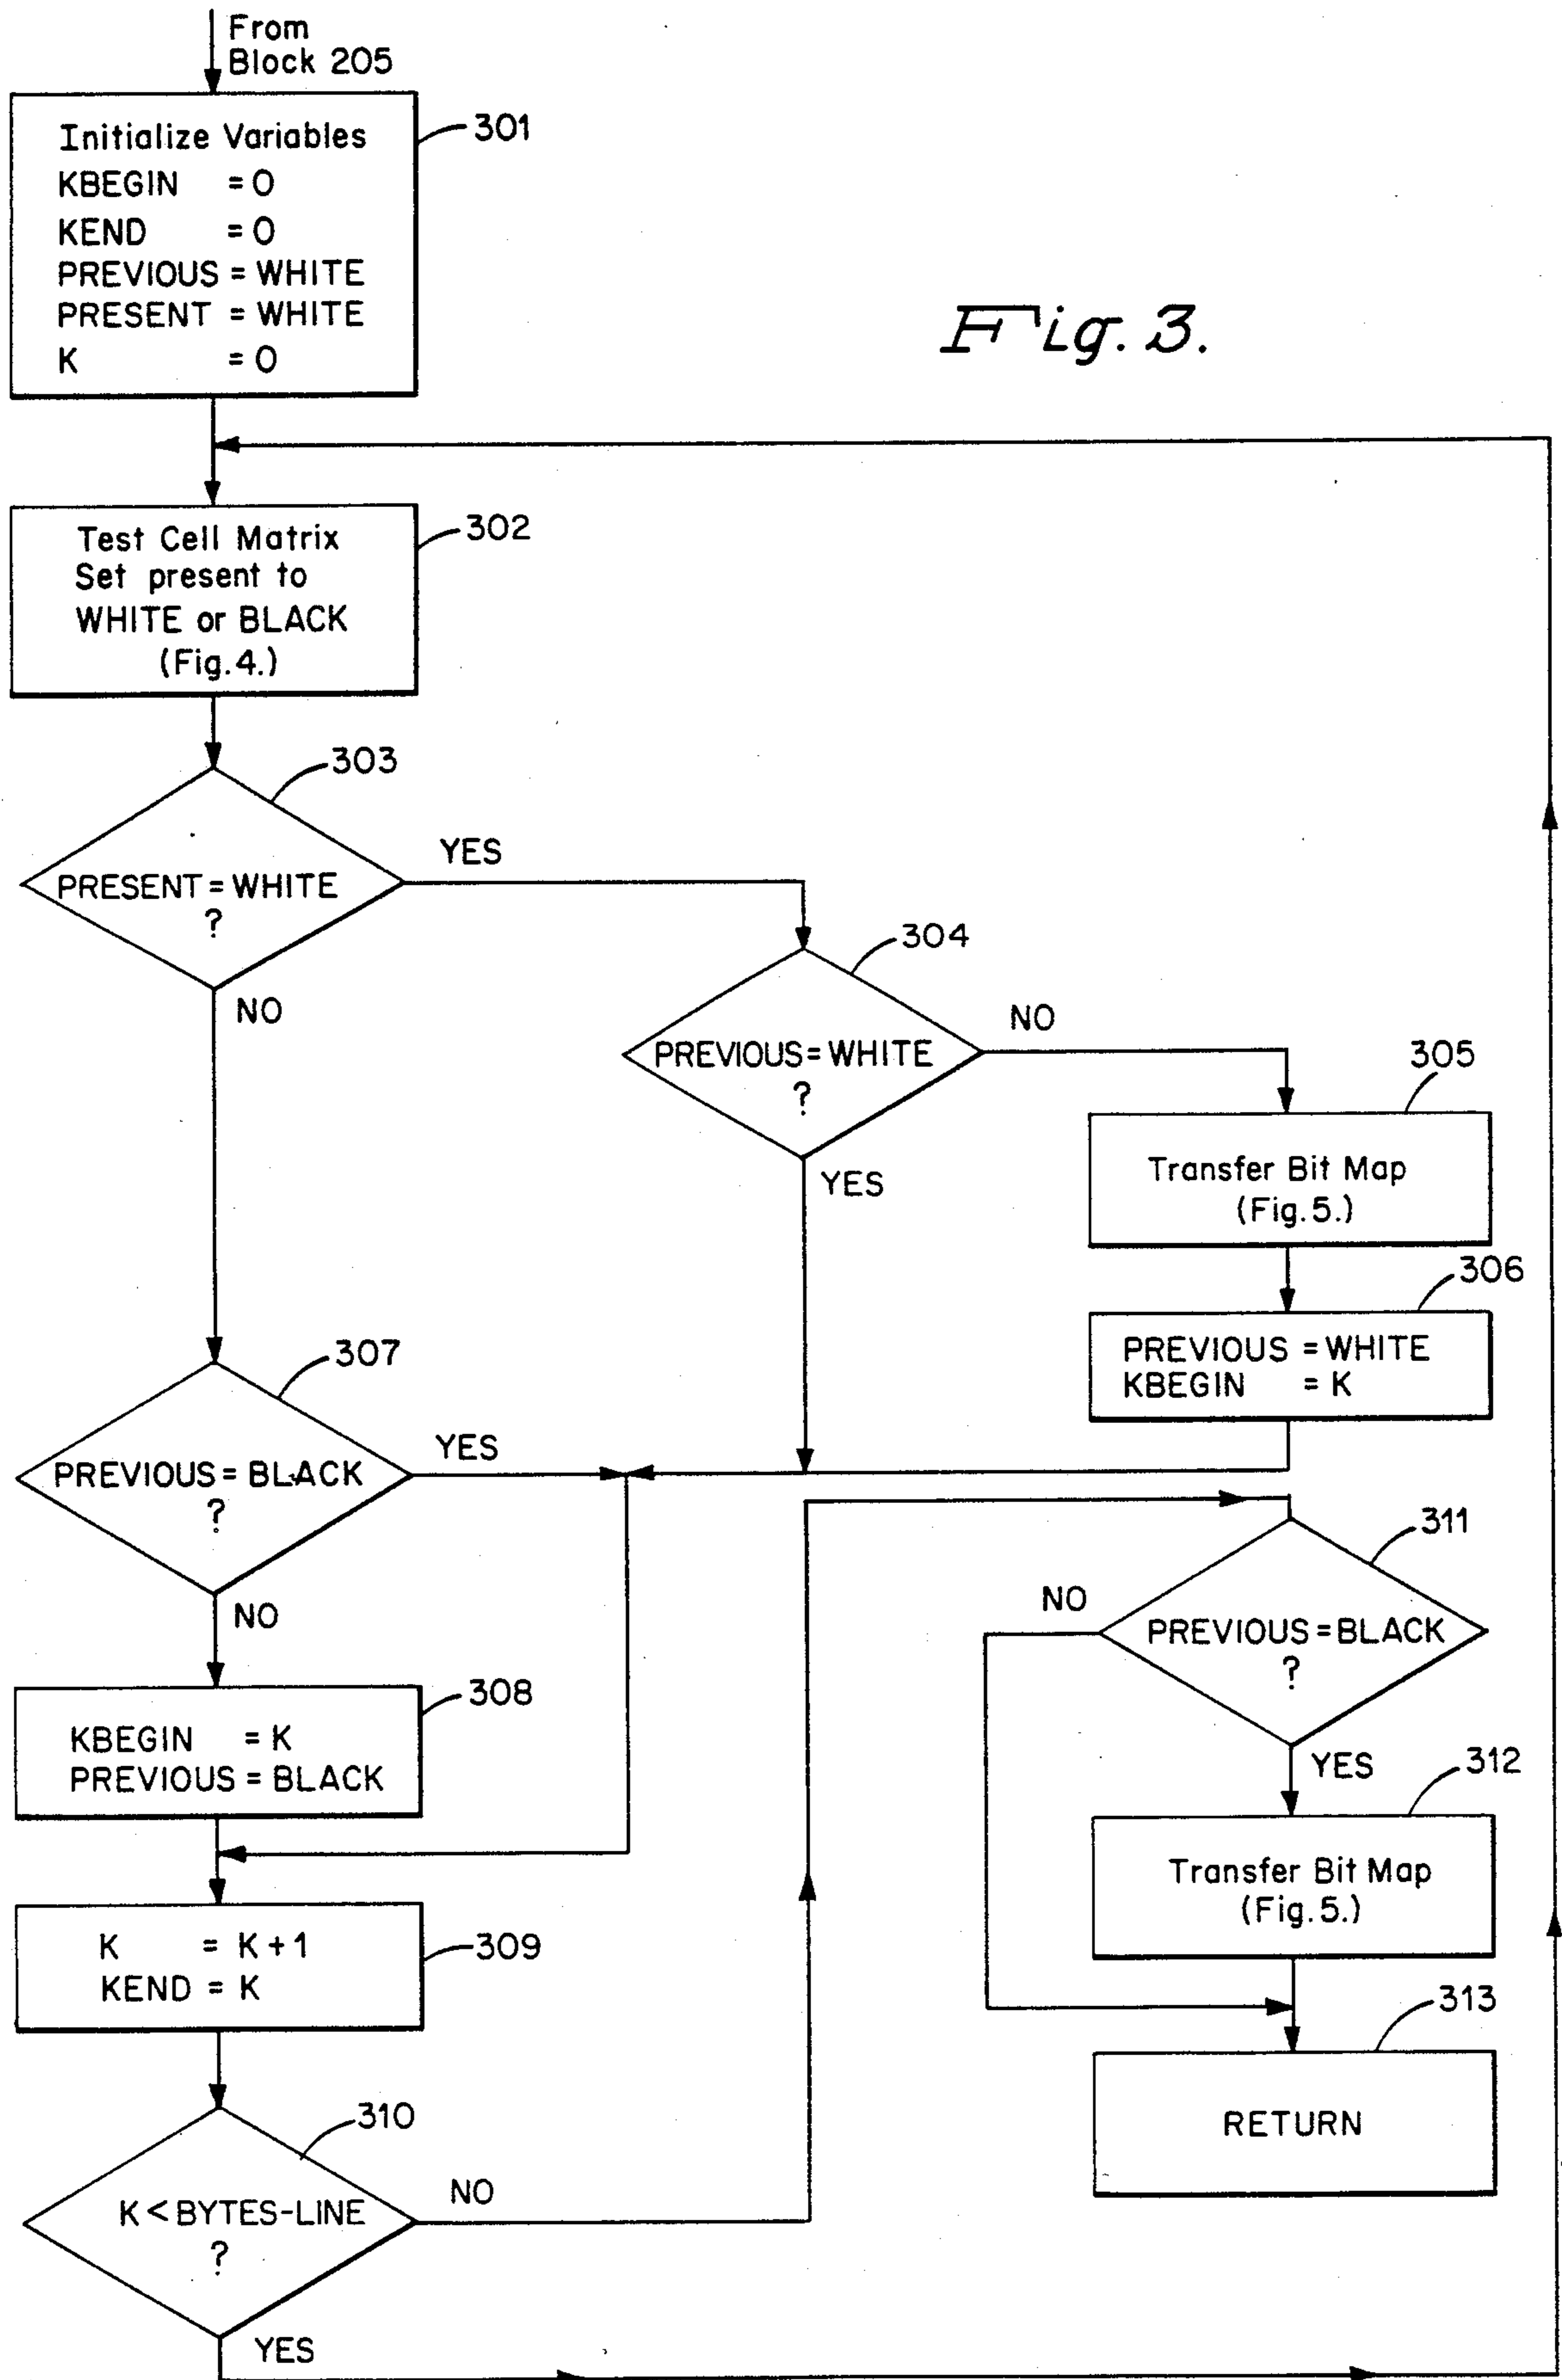 From
Block 205
Initialize Variables
KBEGIN = 0
KEND = 0
PREVIOUS = WHITE
PRESENT = WHITE
K = 0
301
Fig. 3.
Test Cell Matrix
Set present to
WHITE or BLACK
(Fig.4.)
302
303
PRESENT = WHITE
?
YES
NO
304
PREVIOUS = WHITE
?
NO
YES
305
Transfer Bit Map
(Fig.5.)
306
PREVIOUS = WHITE
KBEGIN = K
307
PREVIOUS = BLACK
?
YES
NO
308
KBEGIN = K
PREVIOUS = BLACK
309
K = K+1
KEND = K
310
K < BYTES-LINE
?
NO
YES
311
PREVIOUS = BLACK
?
NO
YES
312
Transfer Bit Map
(Fig.5.)
313
RETURN